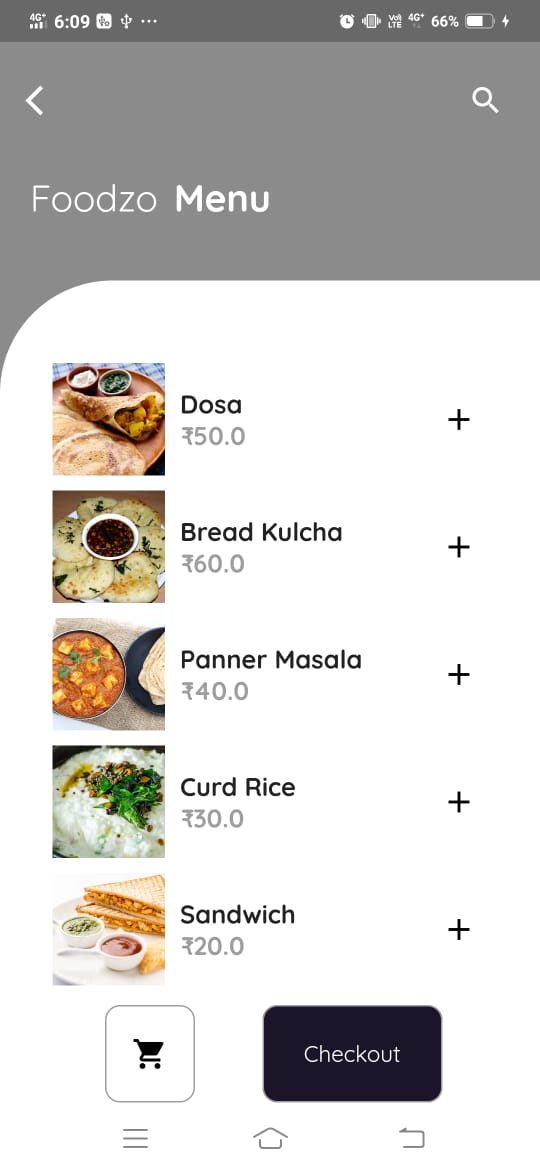 4G+ 6:09 ... VoA LTE 4G+ 66%
Foodzo Menu
Dosa
₹50.0
Bread Kulcha
₹60.0
Panner Masala
₹40.0
Curd Rice
₹30.0
Sandwich
₹20.0
Checkout